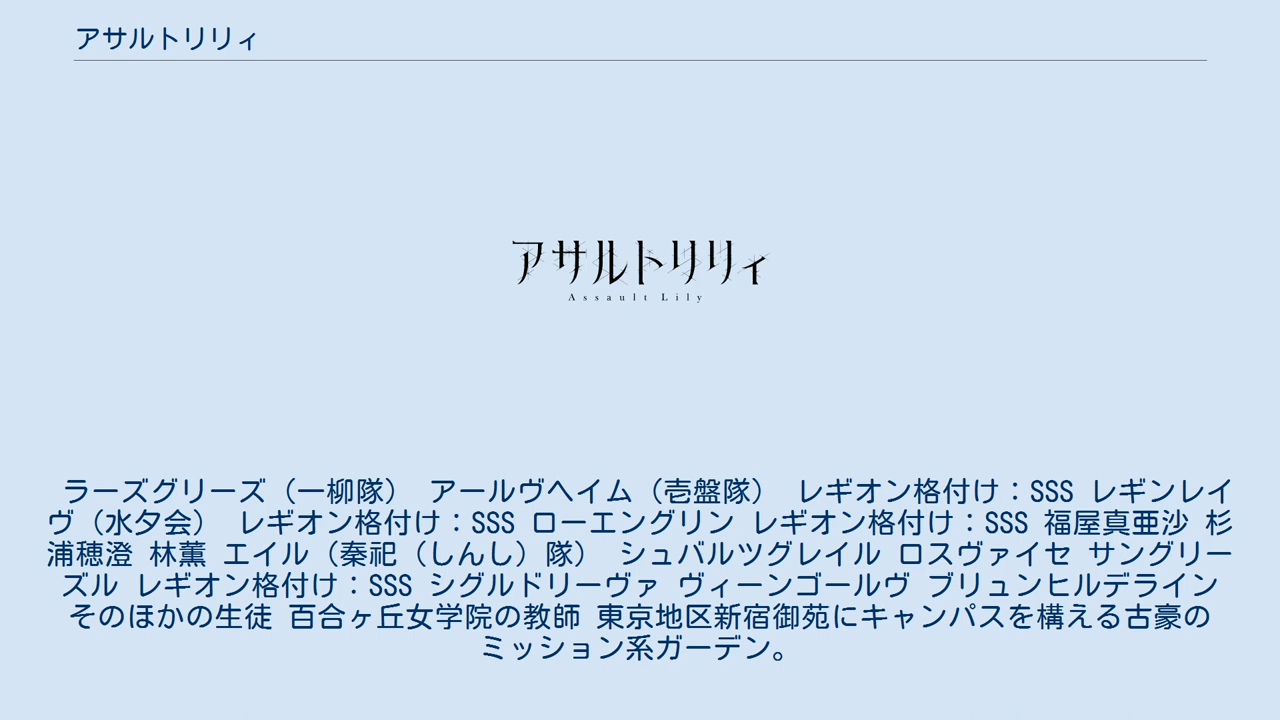 アサルトリリィ
アサルトリリィ
Assault Lily
ラーズグリーズ（一柳隊） アールヴヘイム（壱盤隊） レギオン格付け：SSS レギンレイ
ヴ（水夕会） レギオン格付け：SSS ローエングリン レギオン格付け：SSS 福屋真亜沙 杉
浦穂澄 林薫 エイル（秦祀（しんし）隊） シュバルツグレイル ロスヴァイセ サングリー
ズル レギオン格付け：SSS シグルドリーヴァ ヴィーンゴールヴ ブリュンヒルデライン
そのほかの生徒 百合ヶ丘女学院の教師 東京地区新宿御苑にキャンパスを構える古豪の
ミッション系ガーデン。